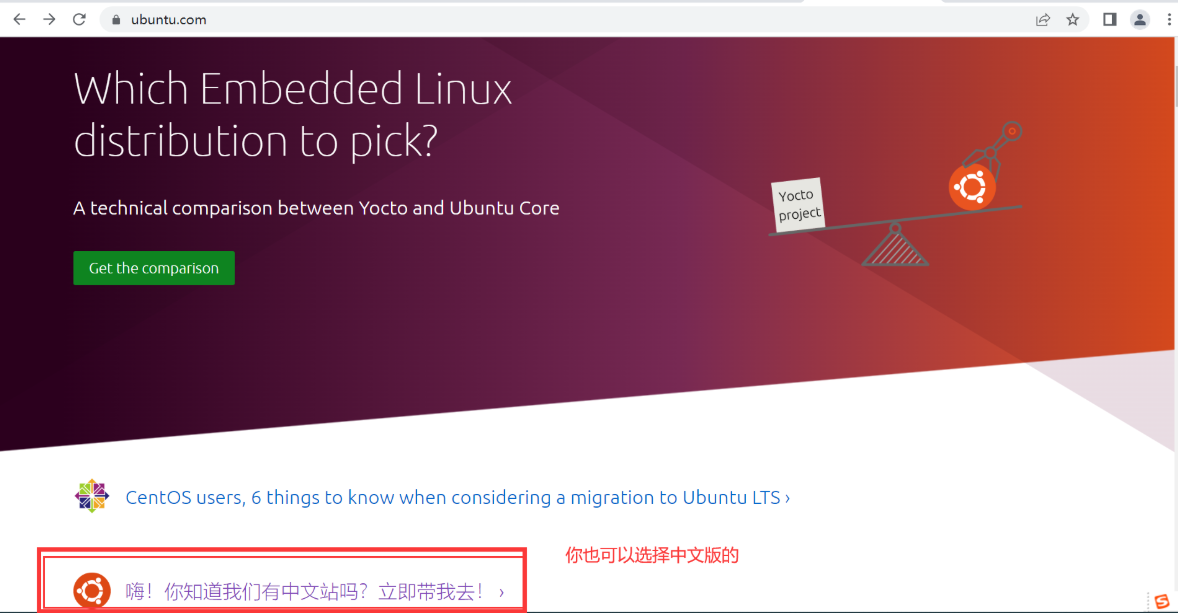 ubuntu.com
Which Embedded Linux
distribution to pick?
A technical comparison between Yocto and Ubuntu Core
Get the comparison
Yocto
project
CentOS users, 6 things to know when considering a migration to Ubuntu LTS ›
你也可以选择中文版的
嗨！你知道我们有中文站吗？立即带我去！ ›